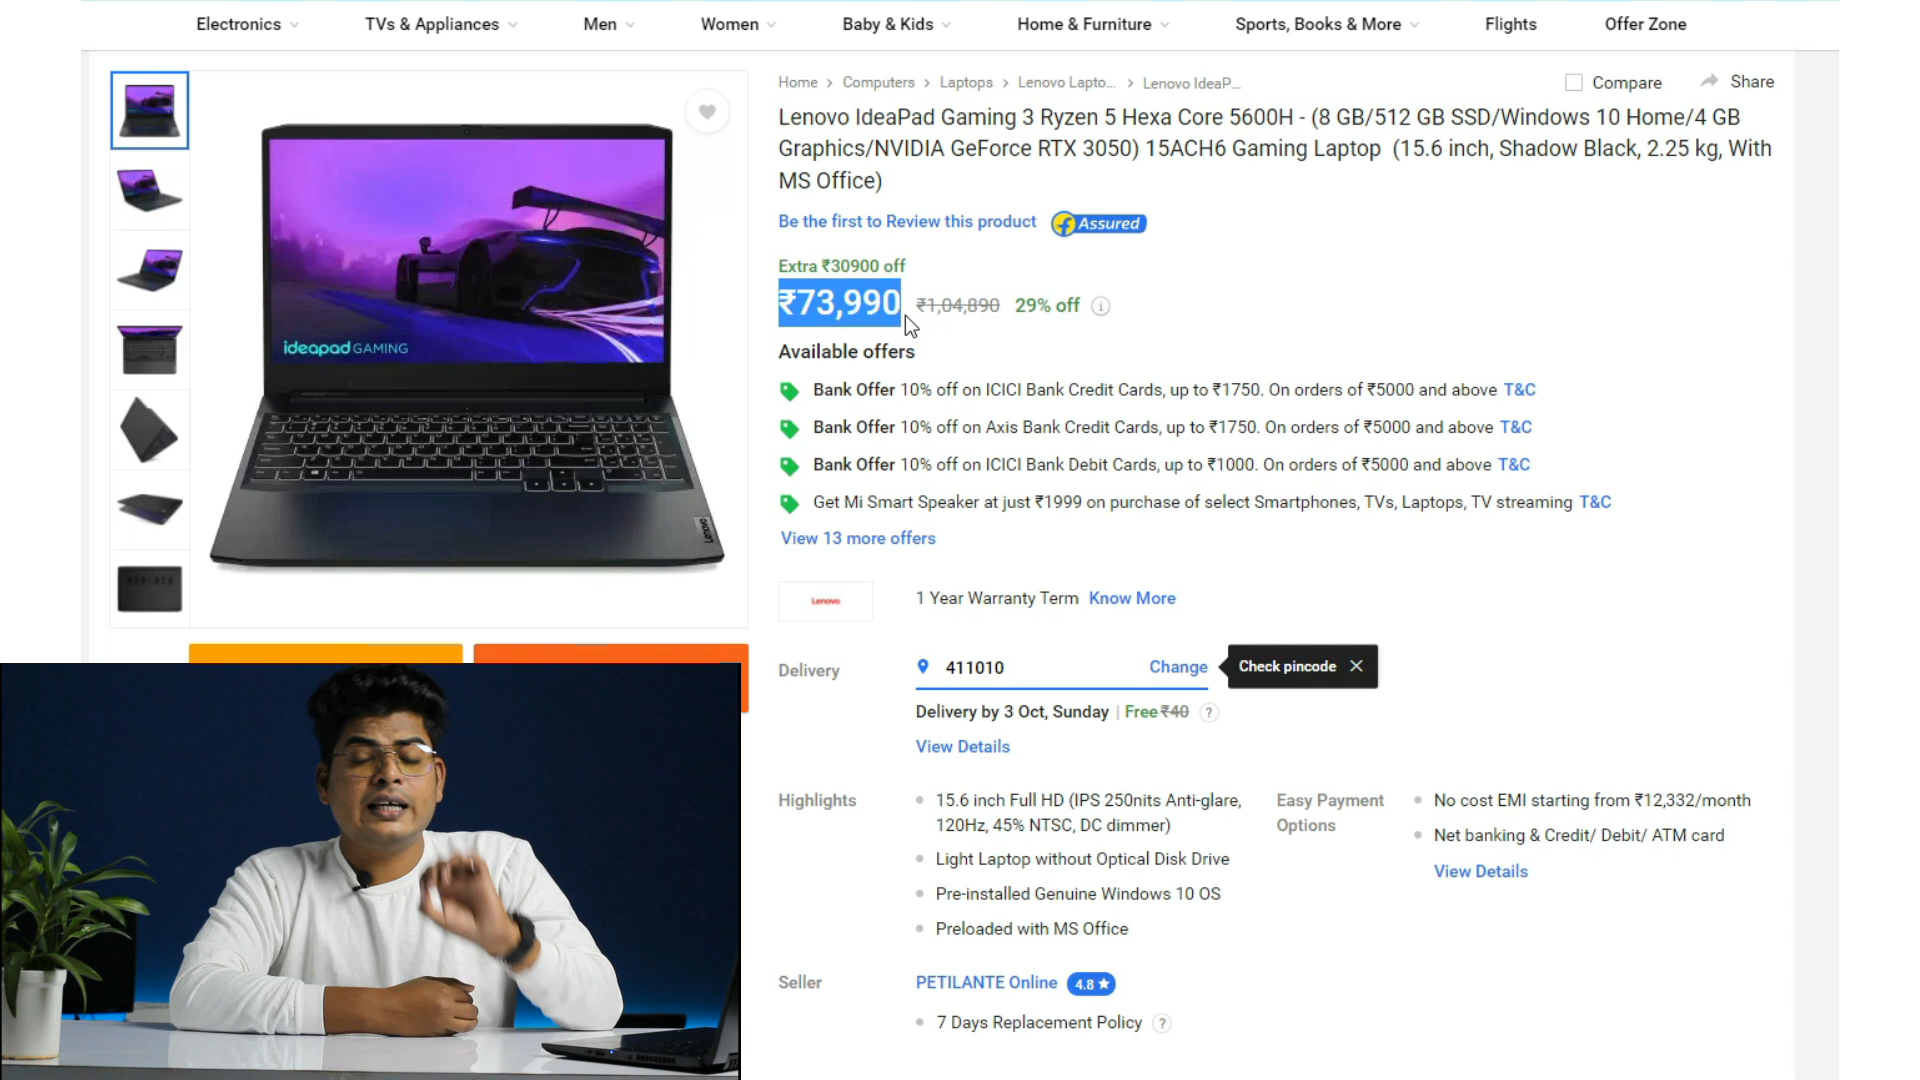 Electronics
TVs & Appliances
Men
Women
Baby & Kids
Home & Furniture
Sports, Books & More
Flights
Offer Zone
Home > Computers > Laptops > Lenovo Lapto... > Lenovo IdeaP...
Compare
Share
Lenovo IdeaPad Gaming 3 Ryzen 5 Hexa Core 5600H - (8 GB/512 GB SSD/Windows 10 Home/4 GB
Graphics/NVIDIA GeForce RTX 3050) 15ACH6 Gaming Laptop (15.6 inch, Shadow Black, 2.25 kg, With
MS Office)
Be the first to Review this product
f Assured
Extra ₹30900 off
₹73,990 ₹1,04,890 29% off i
Available offers
Bank Offer 10% off on ICICI Bank Credit Cards, up to ₹1750. On orders of ₹5000 and above T&C
Bank Offer 10% off on Axis Bank Credit Cards, up to ₹1750. On orders of ₹5000 and above T&C
Bank Offer 10% off on ICICI Bank Debit Cards, up to ₹1000. On orders of ₹5000 and above T&C
Get Mi Smart Speaker at just ₹1999 on purchase of select Smartphones, TVs, Laptops, TV streaming T&C
View 13 more offers
ideapad GAMING
Lenovo
Lenovo
1 Year Warranty Term Know More
Delivery
411010
Change
Check pincode
Delivery by 3 Oct, Sunday | Free ₹40 ?
View Details
Highlights
15.6 inch Full HD (IPS 250nits Anti-glare,
120Hz, 45% NTSC, DC dimmer)
Light Laptop without Optical Disk Drive
Pre-installed Genuine Windows 10 OS
Preloaded with MS Office
Easy Payment
Options
No cost EMI starting from ₹12,332/month
Net banking & Credit/ Debit/ ATM card
View Details
Seller
PETILANTE Online 4.8 ★
7 Days Replacement Policy ?